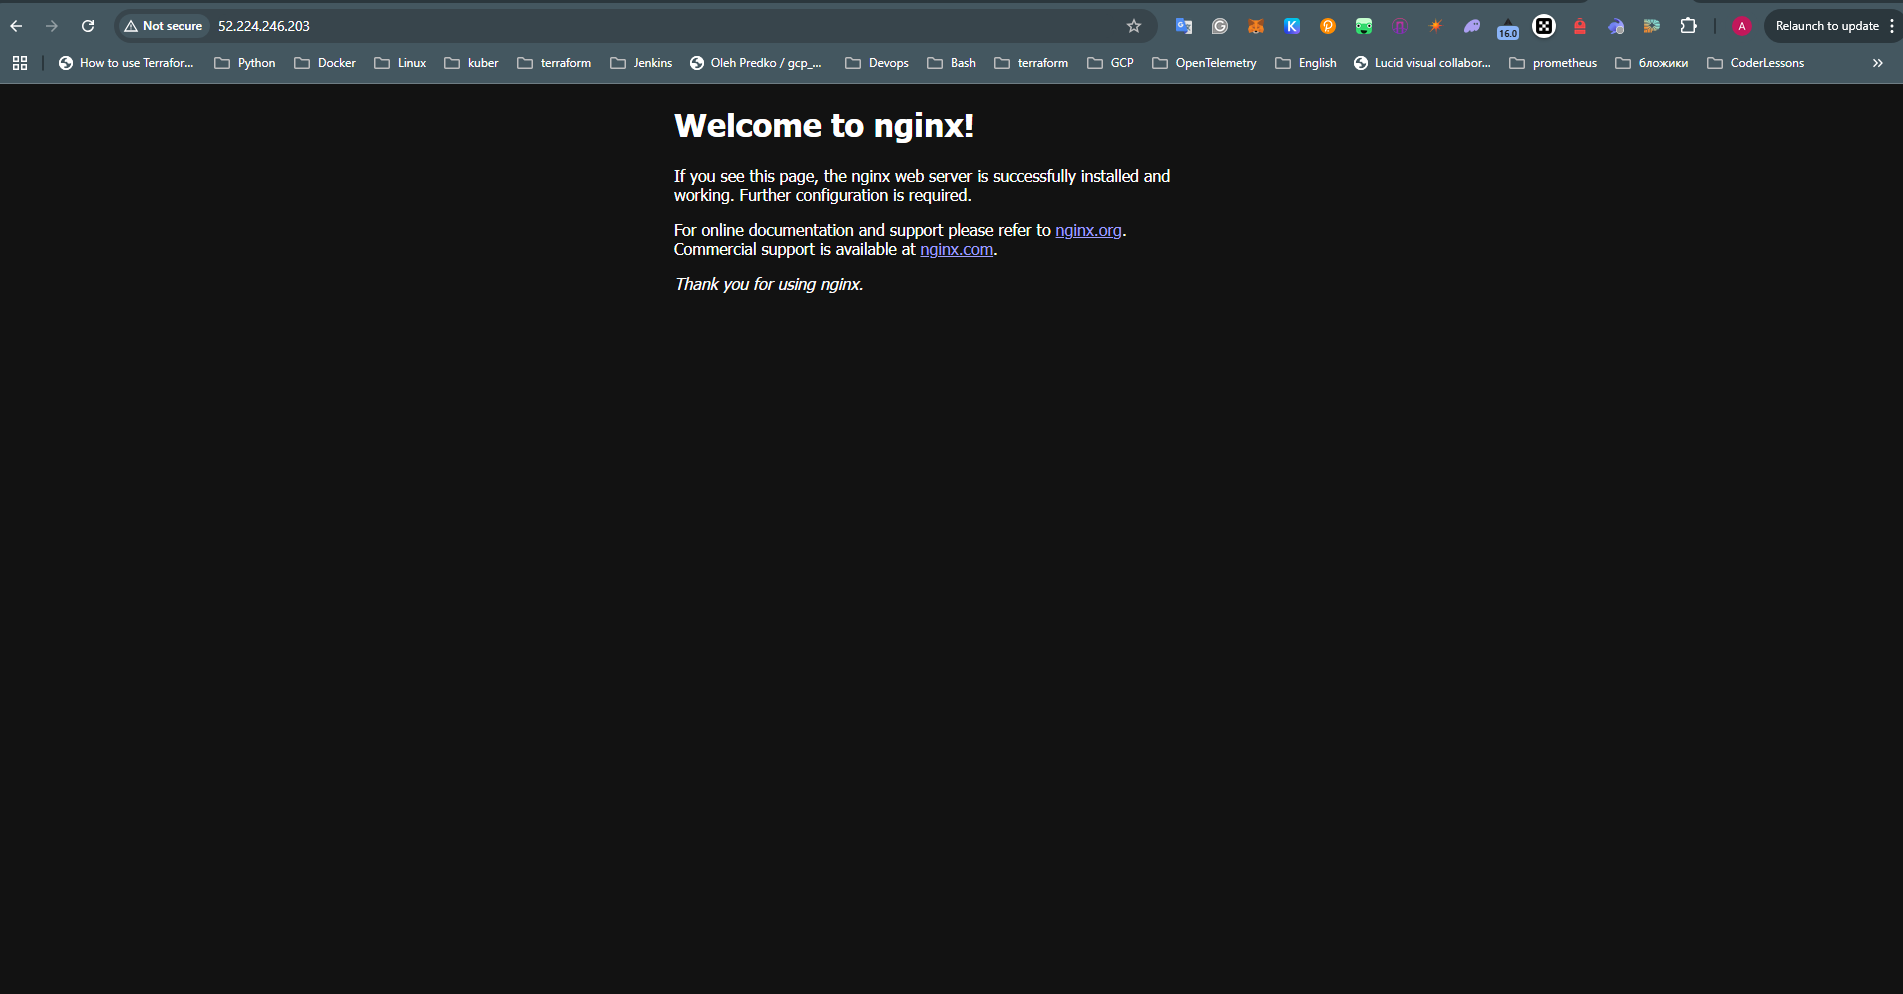 Not secure 52.224.246.203 16.0 A Relaunch to update
How to use Terrafor... Python Docker Linux kuber terraform Jenkins Oleh Predko / gcp_... Devops Bash terraform GCP OpenTelemetry English Lucid visual collabor... prometheus бложики CoderLessons
Welcome to nginx!
If you see this page, the nginx web server is successfully installed and
working. Further configuration is required.
For online documentation and support please refer to nginx.org.
Commercial support is available at nginx.com.
Thank you for using nginx.